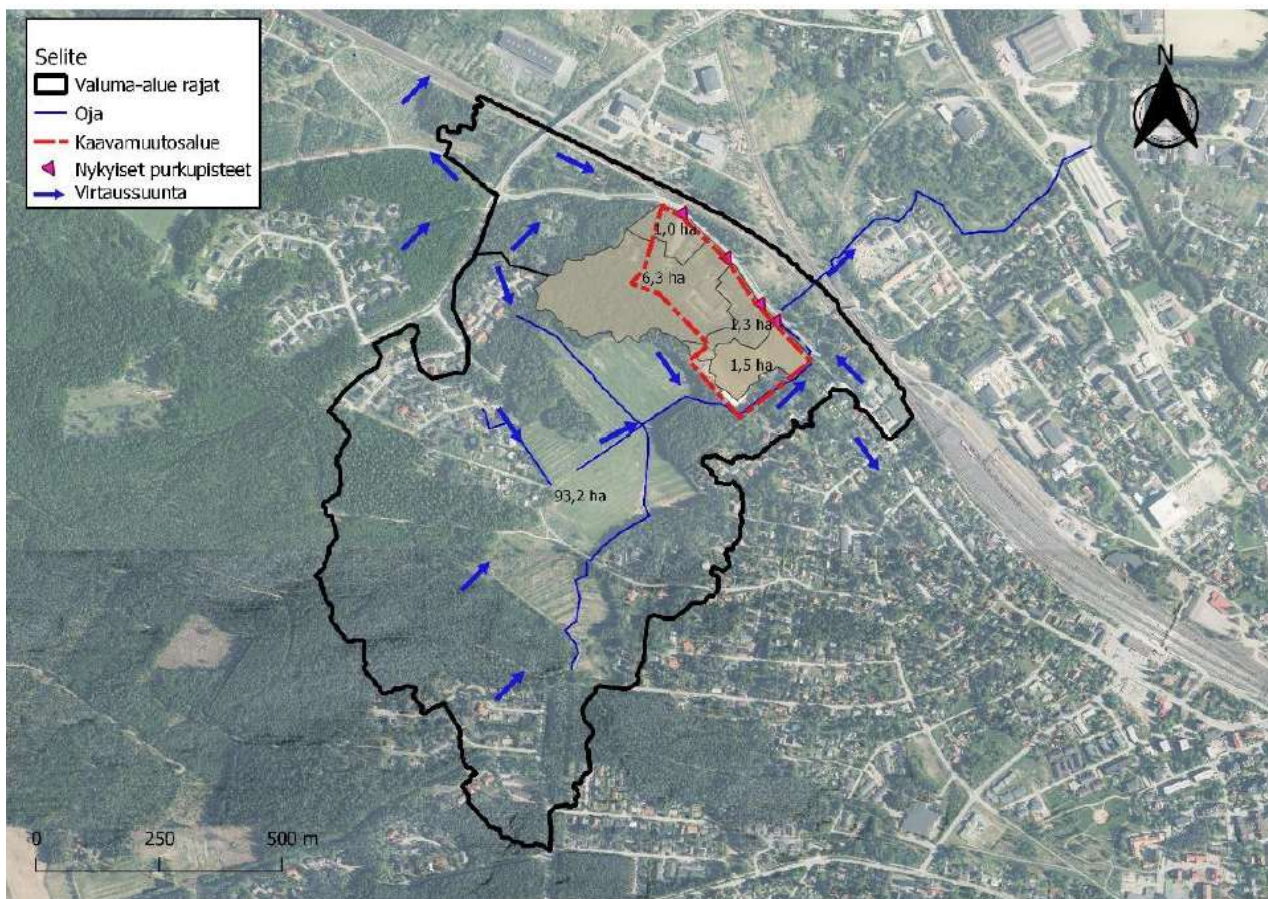 Selite
Valuma-alue rajat
Oja
Kaavamuutosalue
Nykyiset purkupisteet
Virtaussuunta
N
1,0 ha
6,3 ha
1,3 ha
1,5 ha
93,2 ha
0 250 500 m